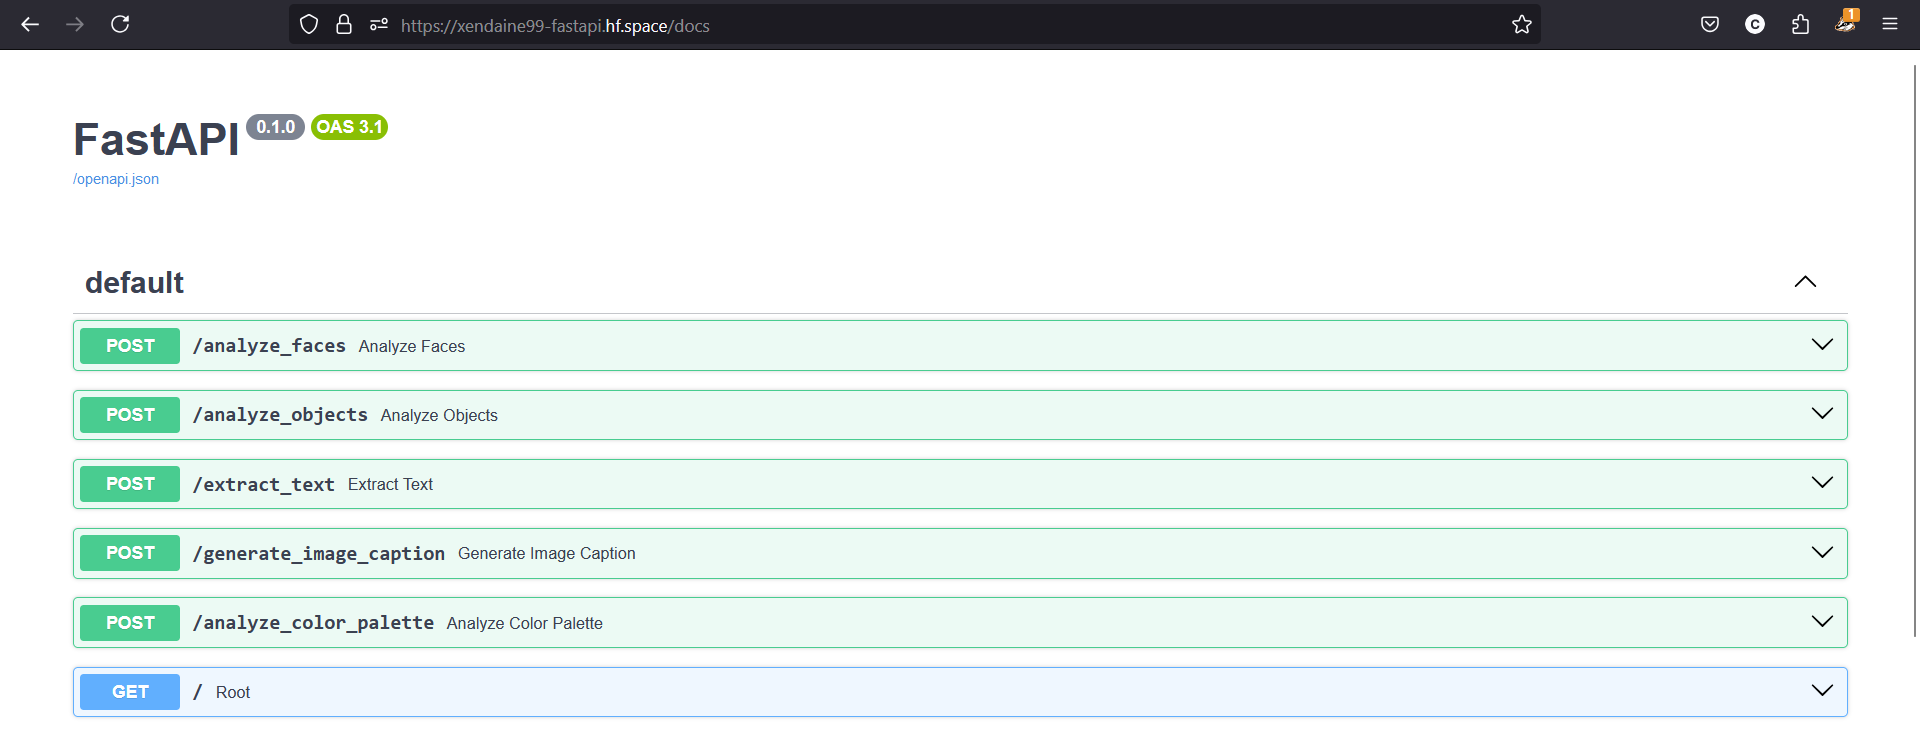 https://xendaine99-fastapi.hf.space/docs
C
1
FastAPI 0.1.0 OAS 3.1
/openapi.json
default
POST /analyze_faces Analyze Faces
POST /analyze_objects Analyze Objects
POST /extract_text Extract Text
POST /generate_image_caption Generate Image Caption
POST /analyze_color_palette Analyze Color Palette
GET / Root